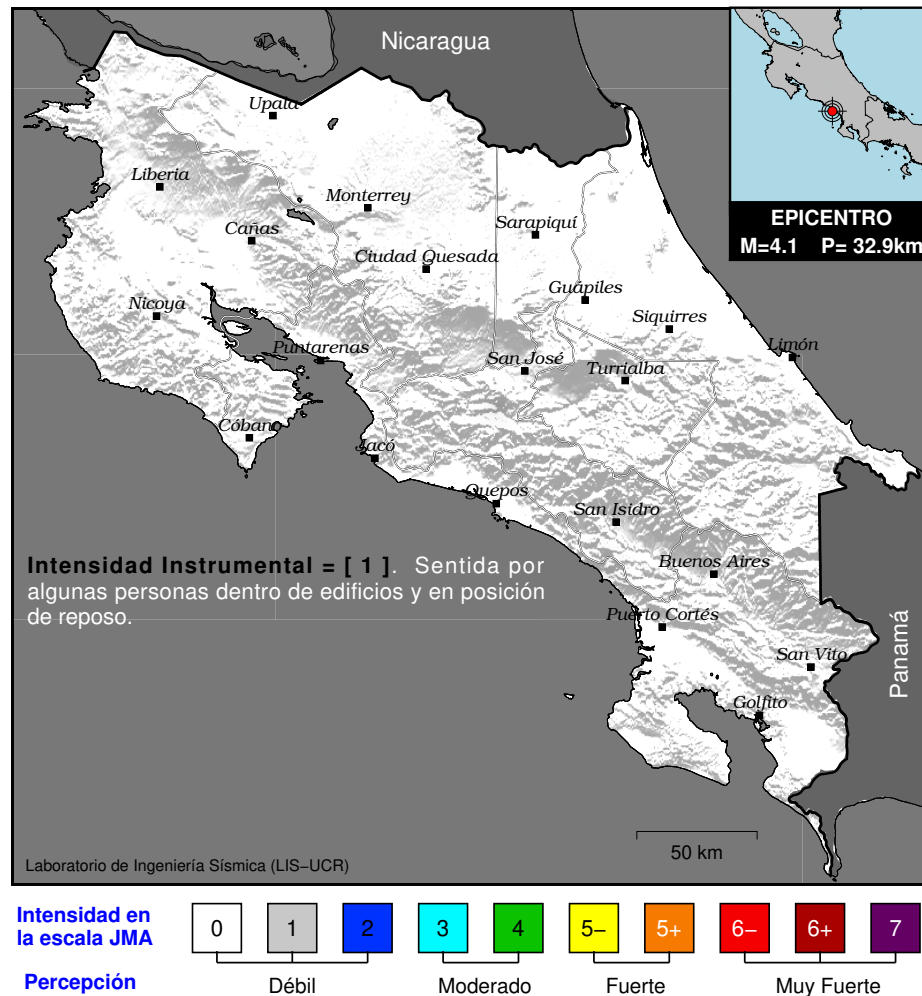 Nicaragua
EPICENTRO
M=4.1 P= 32.9km
Upala
Liberia
Monterrey
Cañas
Sarapiquí
Ciudad Quesada
Guápiles
Nicoya
Siquirres
Puntarenas
San José
Limón
Turrialba
Cóbano
Jacó
Quepos
San Isidro
Intensidad Instrumental = [ 1 ]. Sentida por
algunas personas dentro de edificios y en posición
de reposo.
Buenos Aires
Puerto Cortés
San Vito
Panamá
Golfito
50 km
Laboratorio de Ingeniería Sísmica (LIS−UCR)
Intensidad en
la escala JMA
0 1 2 3 4 5− 5+ 6− 6+ 7
Percepción Débil Moderado Fuerte Muy Fuerte